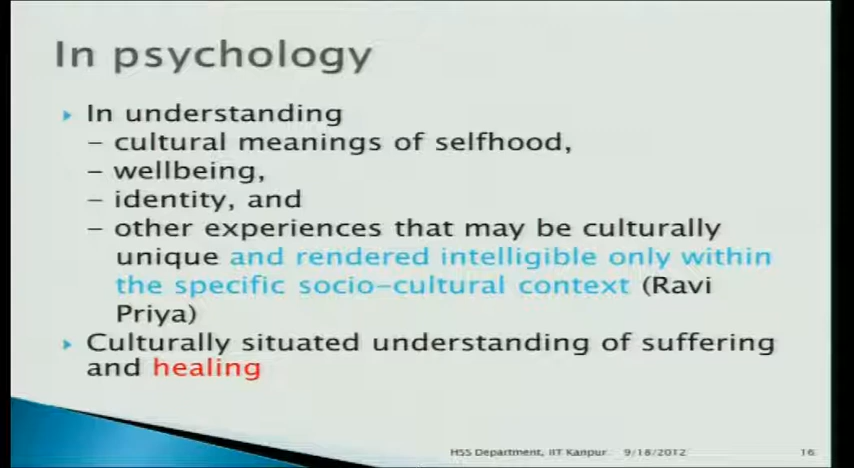 In psychology
In understanding
– cultural meanings of selfhood,
– wellbeing,
– identity, and
– other experiences that may be culturally
unique and rendered intelligible only within
the specific socio-cultural context (Ravi
Priya)
Culturally situated understanding of suffering
and healing
HSS Department, IIT Kanpur 9/18/2012 16